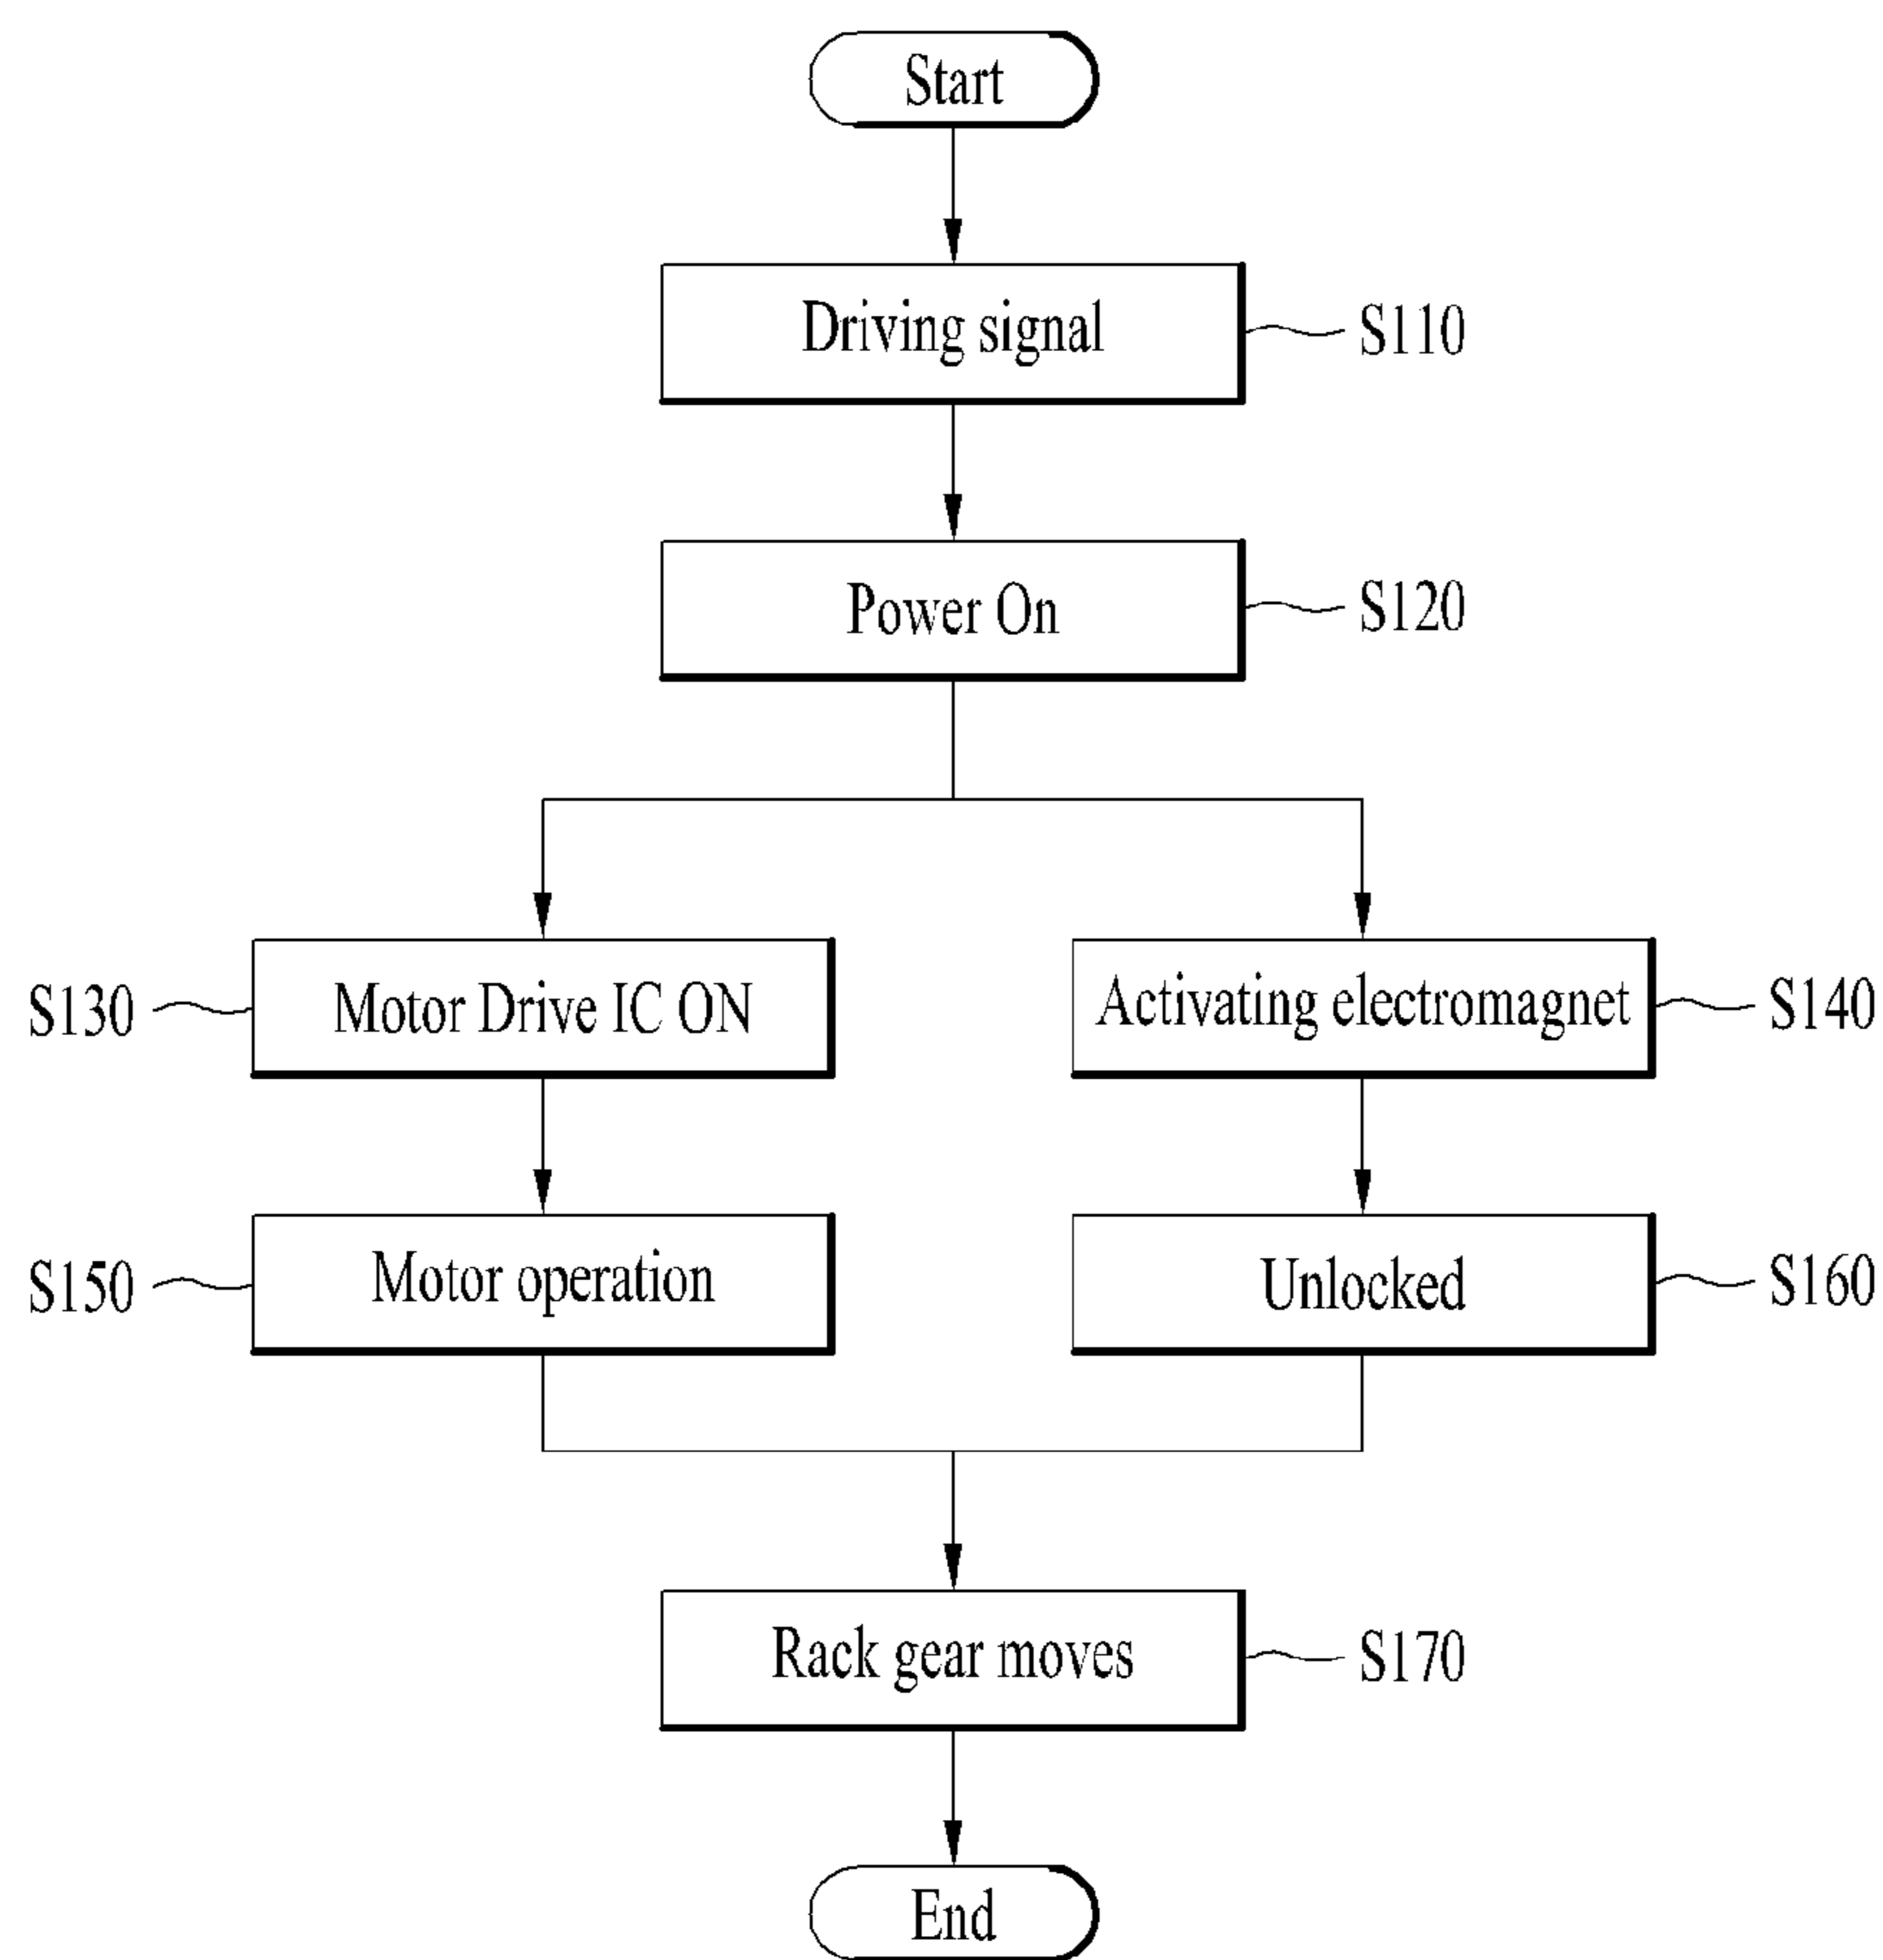 Start
Driving signal
S110
Power On
S120
S130
Motor Drive IC ON
Activating electromagnet
S140
S150
Motor operation
Unlocked
S160
Rack gear moves
S170
End